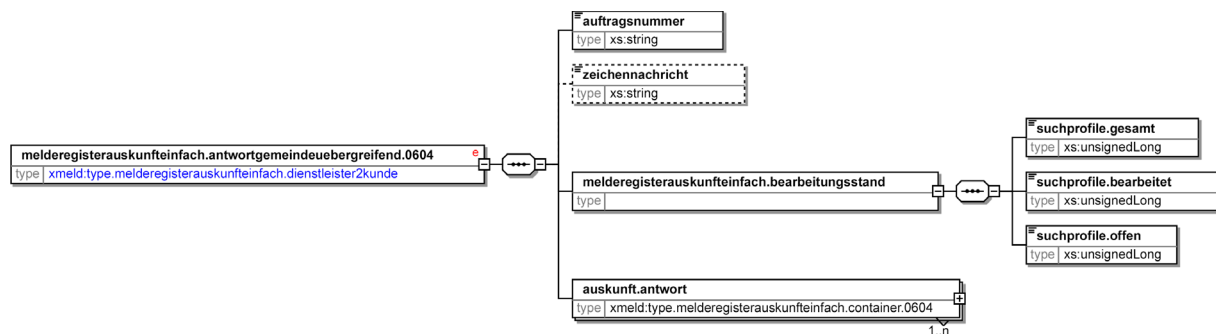 auftragsnummer
type xs:string
zeichennachricht
type xs:string
melderegisterauskunfteinfach.antwortgemeindeuebergreifend.0604 e
type xmeld:type.melderegisterauskunfteinfach.dienstleister2kunde
melderegisterauskunfteinfach.bearbeitungsstand
type
suchprofile.gesamt
type xs:unsignedLong
suchprofile.bearbeitet
type xs:unsignedLong
suchprofile.offen
type xs:unsignedLong
auskunft.antwort
type xmeld:type.melderegisterauskunfteinfach.container.0604
1..n